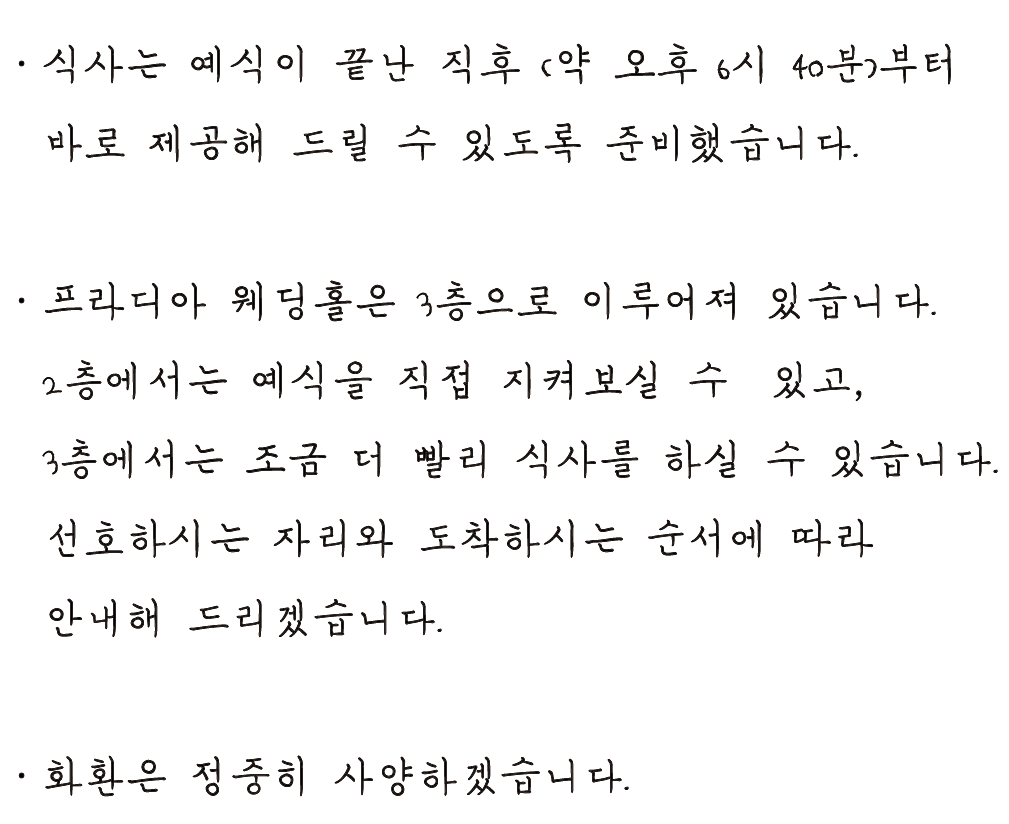 · 식사는 예식이 끝난 직후 (약 오후 6시 40분)부터
바로 제공해 드릴 수 있도록 준비했습니다.
· 프라디아 웨딩홀은 3층으로 이루어져 있습니다.
2층에서는 예식을 직접 지켜보실 수 있고,
3층에서는 조금 더 빨리 식사를 하실 수 있습니다.
선호하시는 자리와 도착하시는 순서에 따라
안내해 드리겠습니다.
· 화환은 정중히 사양하겠습니다.